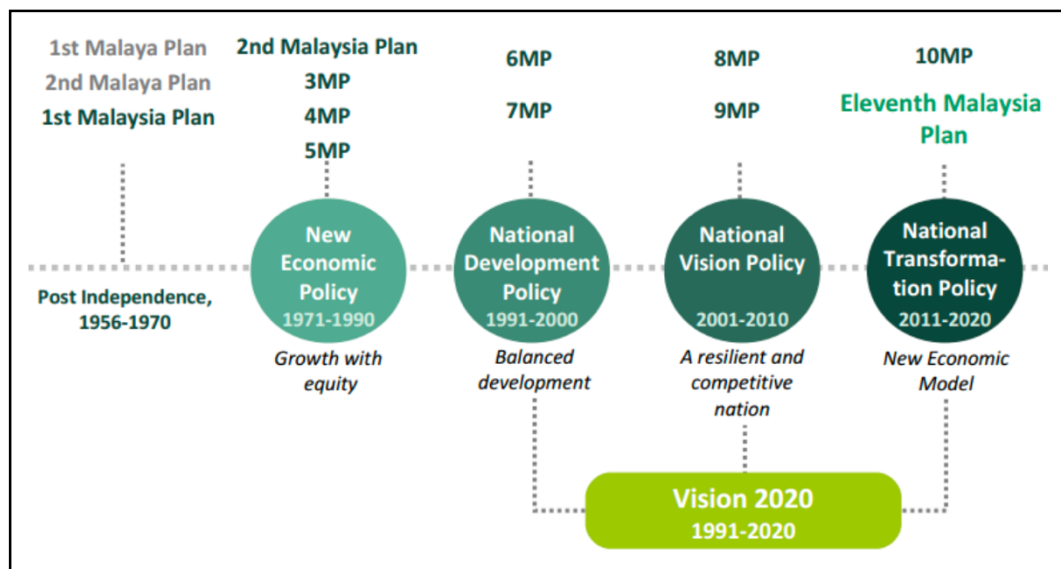 1st Malaya Plan
2nd Malaya Plan
1st Malaysia Plan
2nd Malaysia Plan
3MP
4MP
5MP
6MP
7MP
8MP
9MP
10MP
Eleventh Malaysia
Plan
Post Independence,
1956-1970
New
Economic
Policy
1971-1990
Growth with
equity
National
Development
Policy
1991-2000
Balanced
development
National
Vision Policy
2001-2010
A resilient and
competitive
nation
National
Transforma-
tion Policy
2011-2020
New Economic
Model
Vision 2020
1991-2020